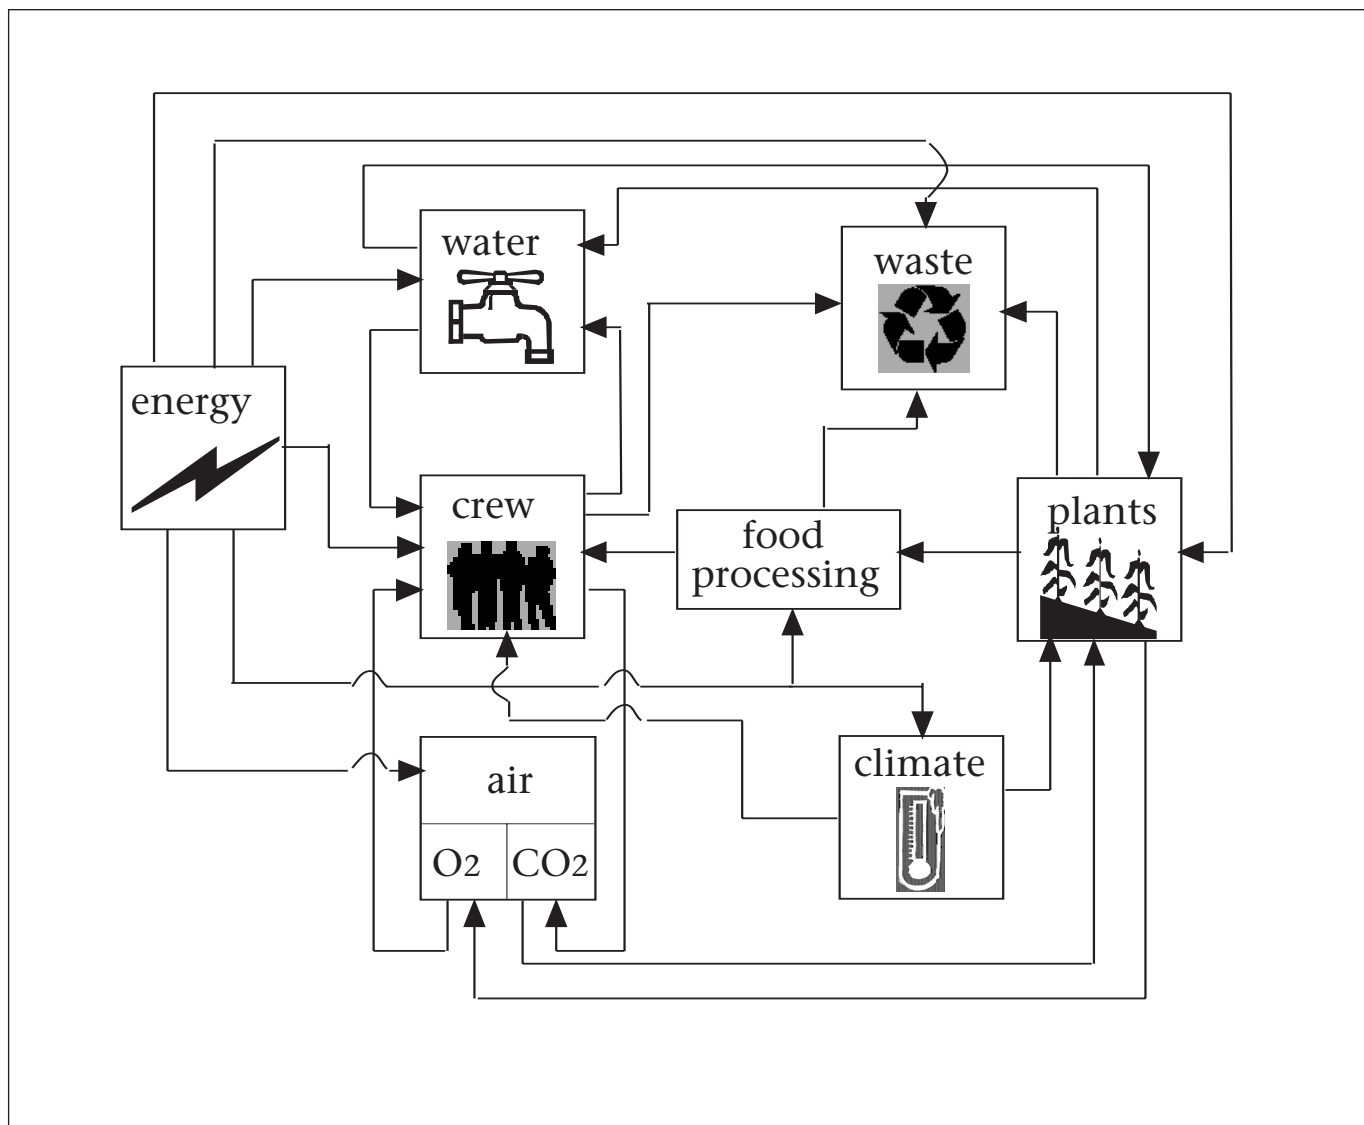 water
waste
energy
crew
plants
food
processing
climate
air
O2
CO2